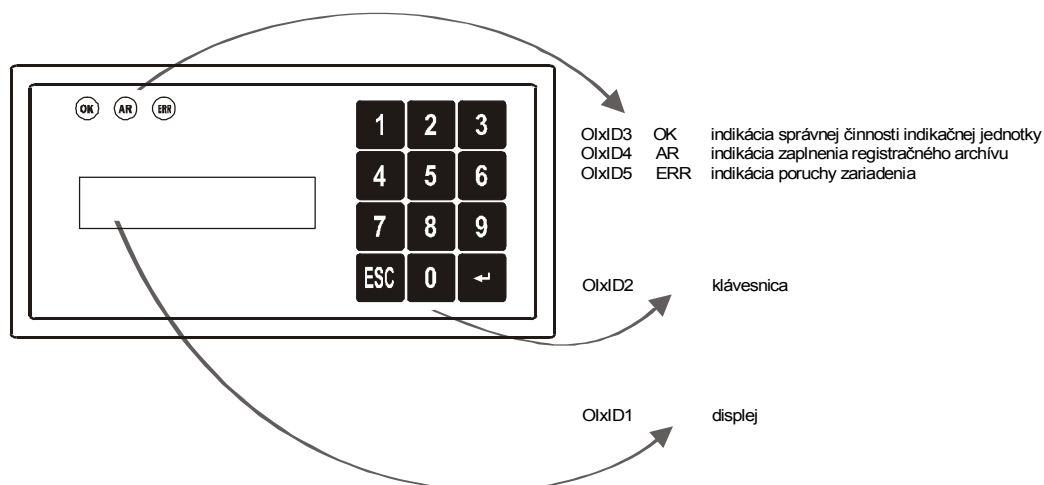 OK AR ERR
1 2 3
4 5 6
7 8 9
ESC 0 ↵
OIxID3 OK indikácia správnej činnosti indikačnej jednotky
OIxID4 AR indikácia zaplnenia registračného archívu
OIxID5 ERR indikácia poruchy zariadenia
OIxID2 klávesnica
OIxID1 displej